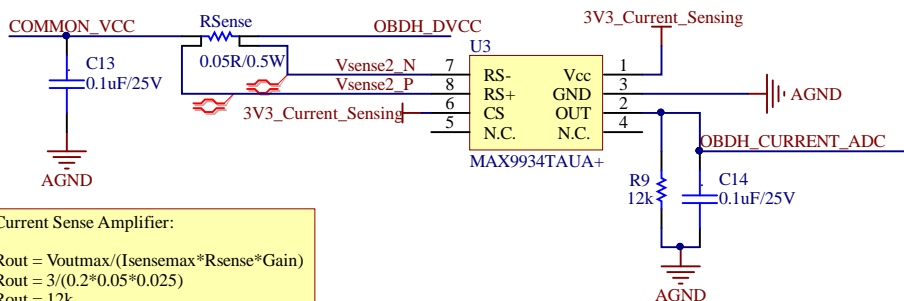 COMMON_VCC
RSense
OBDH_DVCC
0.05R/0.5W
C13
0.1uF/25V
AGND
Vsense2_N
Vsense2_P
3V3_Current_Sensing
3V3_Current_Sensing
U3
7 RS- Vcc 1
8 RS+ GND 3
6 CS OUT 2
5 N.C. N.C. 4
MAX9934TAUA+
AGND
OBDH_CURRENT_ADC
R9
12k
C14
0.1uF/25V
AGND
Current Sense Amplifier:
Rout = Voutmax/(Isensemax*Rsense*Gain)
Rout = 3/(0.2*0.05*0.025)
Rout = 12k